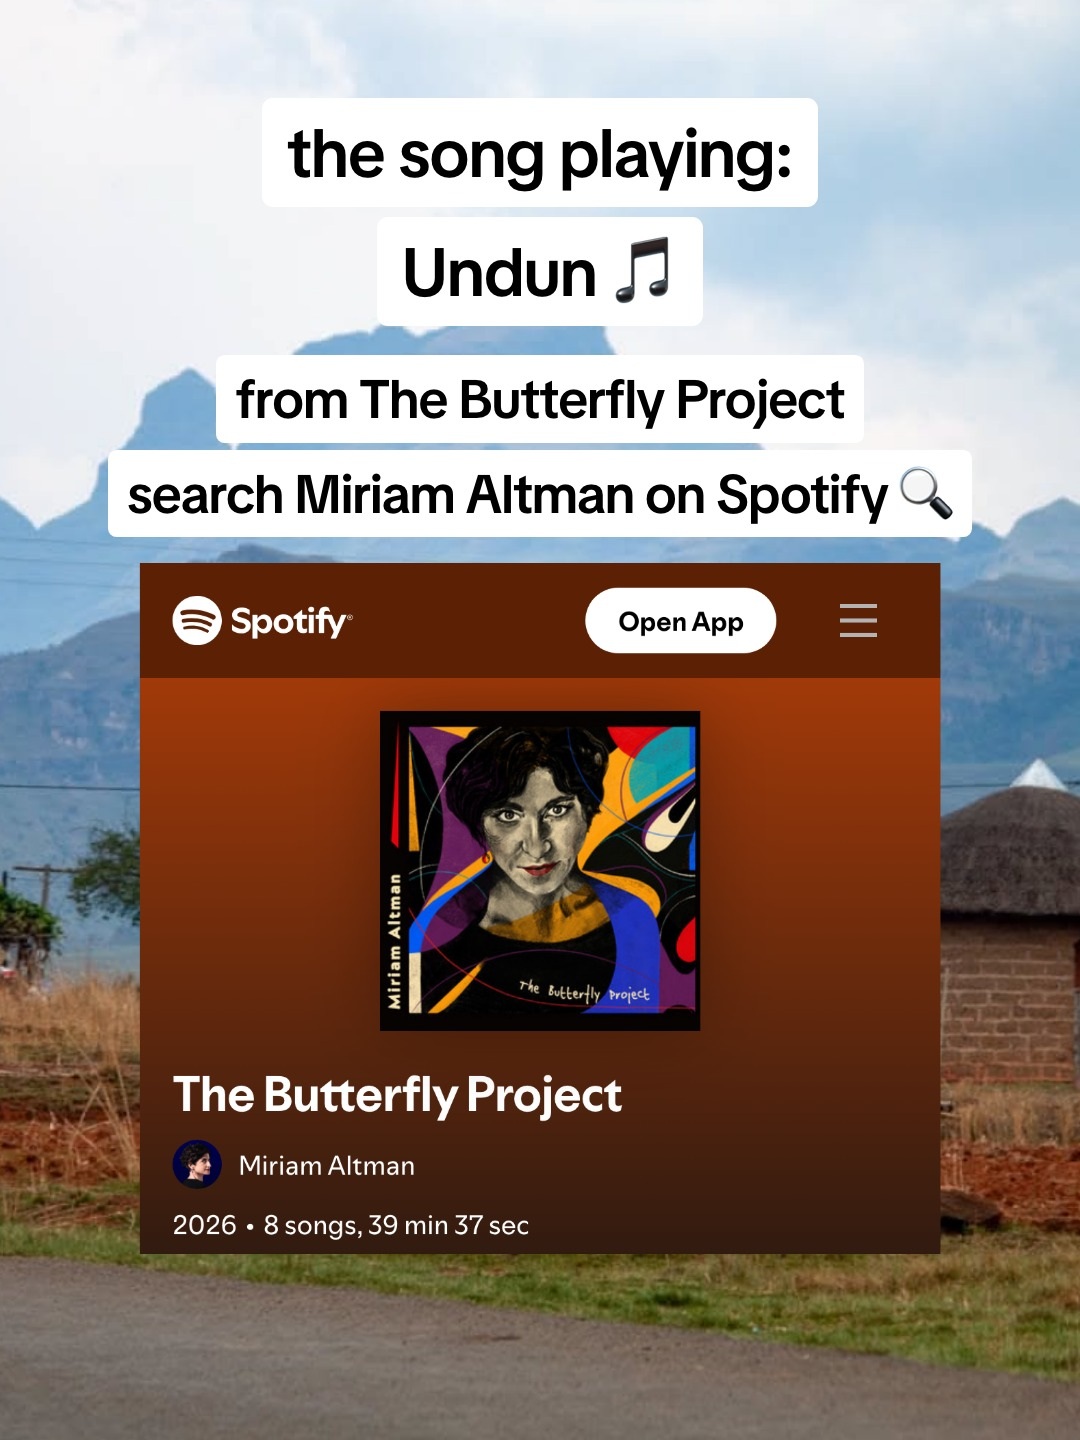 the song playing:
Undun 🎵
from The Butterfly Project
search Miriam Altman on Spotify 🔍
Spotify®
Open App
Miriam Altman
The Butterfly Project
The Butterfly Project
Miriam Altman
2026 • 8 songs, 39 min 37 sec